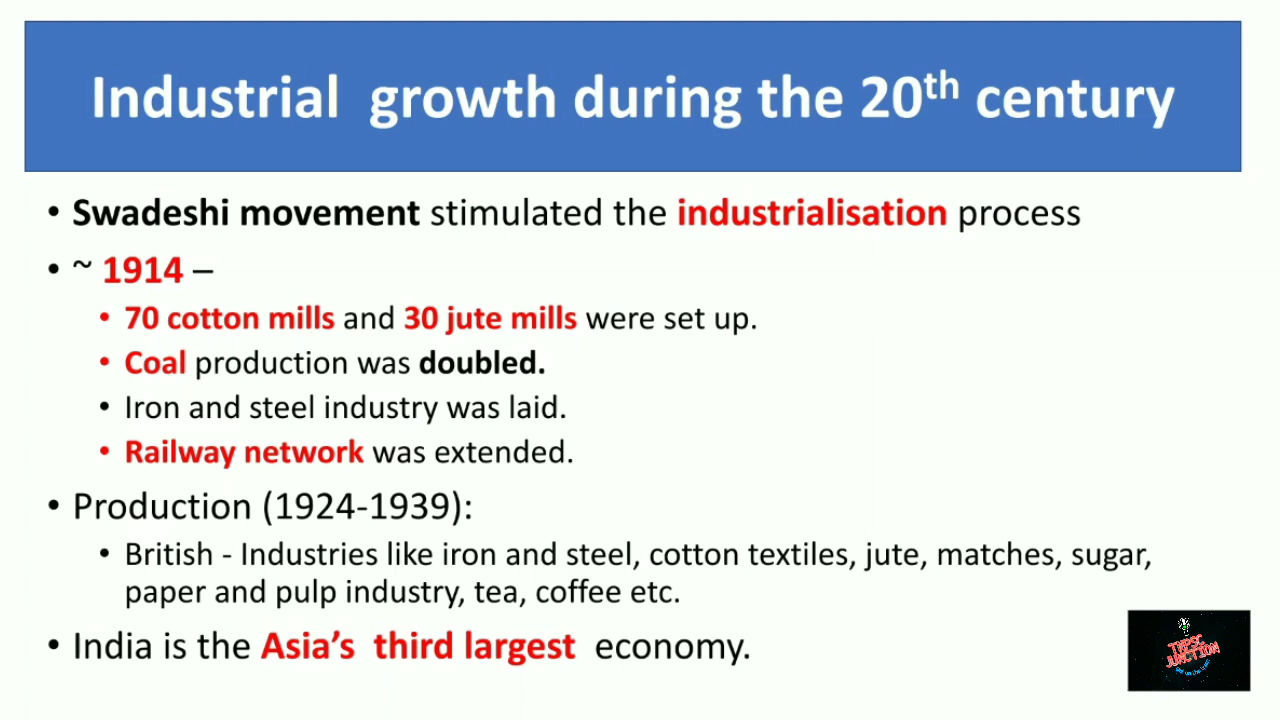 Industrial growth during the 20th century
• Swadeshi movement stimulated the industrialisation process
• ~ 1914 –
• 70 cotton mills and 30 jute mills were set up.
• Coal production was doubled.
• Iron and steel industry was laid.
• Railway network was extended.
• Production (1924-1939):
• British - Industries like iron and steel, cotton textiles, jute, matches, sugar,
paper and pulp industry, tea, coffee etc.
• India is the Asia's third largest economy.
TNPSC
JUNCTION